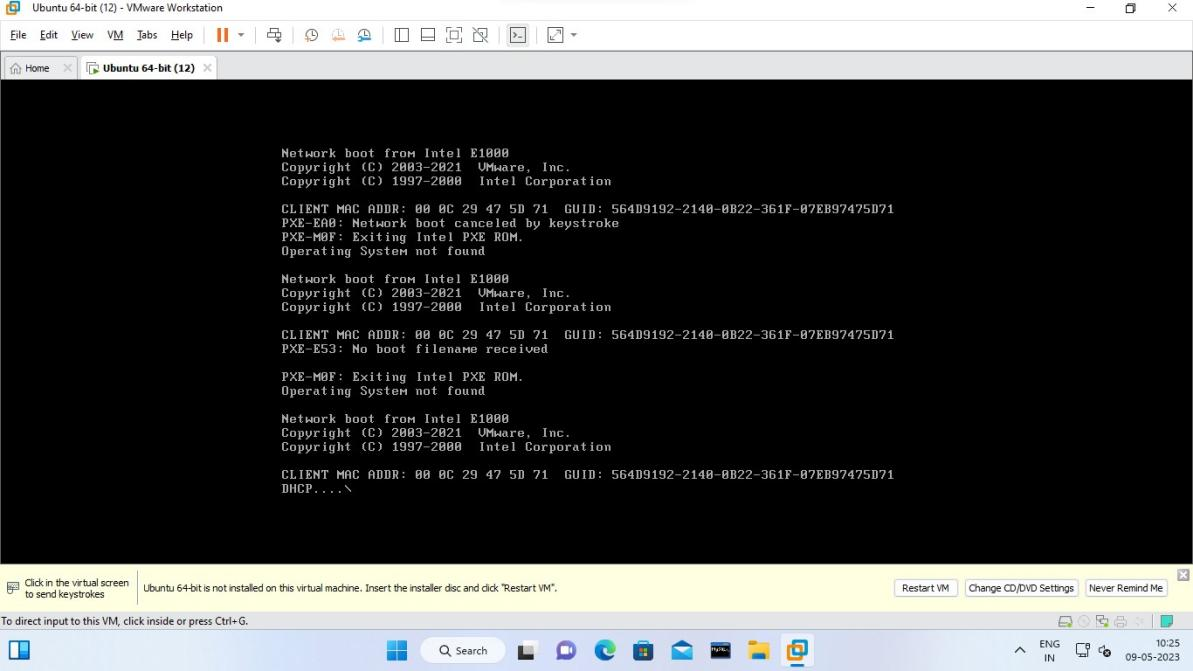 Ubuntu 64-bit (12) - VMware Workstation
File Edit View VM Tabs Help
Home
Ubuntu 64-bit (12)
Network boot from Intel E1000
Copyright (C) 2003-2021 VMware, Inc.
Copyright (C) 1997-2000 Intel Corporation
CLIENT MAC ADDR: 00 0C 29 47 5D 71 GUID: 564D9192-2140-0B22-361F-07EB97475D71
PXE-EA0: Network boot canceled by keystroke
PXE-M0F: Exiting Intel PXE ROM.
Operating System not found
Network boot from Intel E1000
Copyright (C) 2003-2021 VMware, Inc.
Copyright (C) 1997-2000 Intel Corporation
CLIENT MAC ADDR: 00 0C 29 47 5D 71 GUID: 564D9192-2140-0B22-361F-07EB97475D71
PXE-E53: No boot filename received
PXE-M0F: Exiting Intel PXE ROM.
Operating System not found
Network boot from Intel E1000
Copyright (C) 2003-2021 VMware, Inc.
Copyright (C) 1997-2000 Intel Corporation
CLIENT MAC ADDR: 00 0C 29 47 5D 71 GUID: 564D9192-2140-0B22-361F-07EB97475D71
DHCP....\
Click in the virtual screen
to send keystrokes
Ubuntu 64-bit is not installed on this virtual machine. Insert the installer disc and click "Restart VM".
Restart VM
Change CD/DVD Settings
Never Remind Me
To direct input to this VM, click inside or press Ctrl+G.
Search
ENG
IN
10:25
09-05-2023